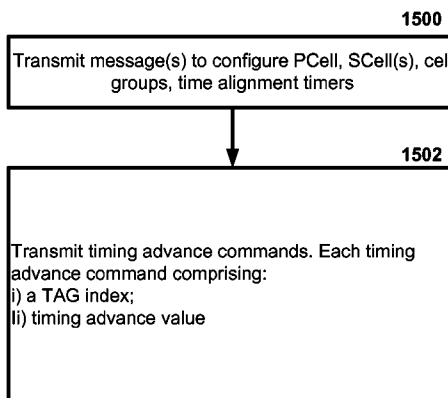 1500
Transmit message(s) to configure PCell, SCell(s), cel
groups, time alignment timers
1502
Transmit timing advance commands. Each timing
advance command comprising:
i) a TAG index;
Ii) timing advance value